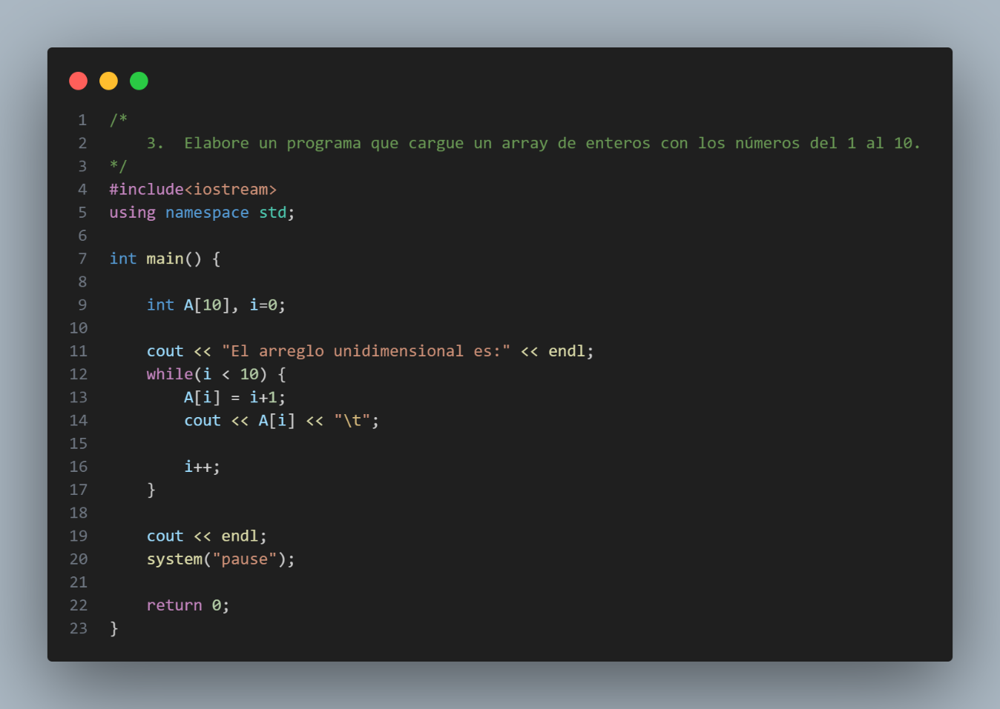 1 /*
2     3.  Elabore un programa que cargue un array de enteros con los números del 1 al 10.
3 */
4 #include<iostream>
5 using namespace std;
6
7 int main() {
8
9     int A[10], i=0;
10
11     cout << "El arreglo unidimensional es:" << endl;
12     while(i < 10) {
13         A[i] = i+1;
14         cout << A[i] << "\t";
15
16         i++;
17     }
18
19     cout << endl;
20     system("pause");
21
22     return 0;
23 }